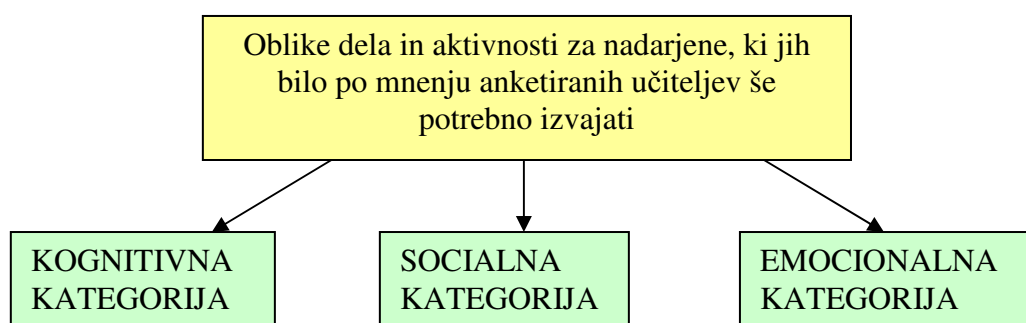 Oblike dela in aktivnosti za nadarjene, ki jih
bilo po mnenju anketiranih učiteljev še
potrebno izvajati
KOGNITIVNA
KATEGORIJA
SOCIALNA
KATEGORIJA
EMOCIONALNA
KATEGORIJA